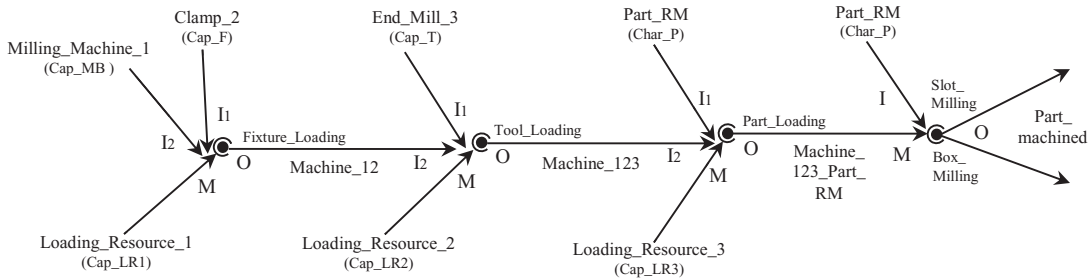 Clamp_2
(Cap_F)
Milling_Machine_1
(Cap_MB )
I1
I2
Fixture_Loading
O
Machine_12
M
Loading_Resource_1
(Cap_LR1)
End_Mill_3
(Cap_T)
I1
I2
Tool_Loading
O
Machine_123
M
Loading_Resource_2
(Cap_LR2)
Part_RM
(Char_P)
I1
I2
Part_Loading
O
Machine_
123_Part_
RM
M
Loading_Resource_3
(Cap_LR3)
Part_RM
(Char_P)
I
M
Slot_
Milling
O
Box_
Milling
Part_
machined